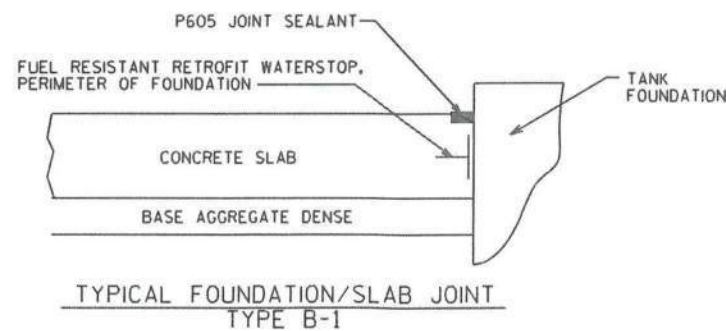 P605 JOINT SEALANT
FUEL RESISTANT RETROFIT WATERSTOP,
PERIMETER OF FOUNDATION
TANK
FOUNDATION
CONCRETE SLAB
BASE AGGREGATE DENSE
TYPICAL FOUNDATION/SLAB JOINT
TYPE B-1